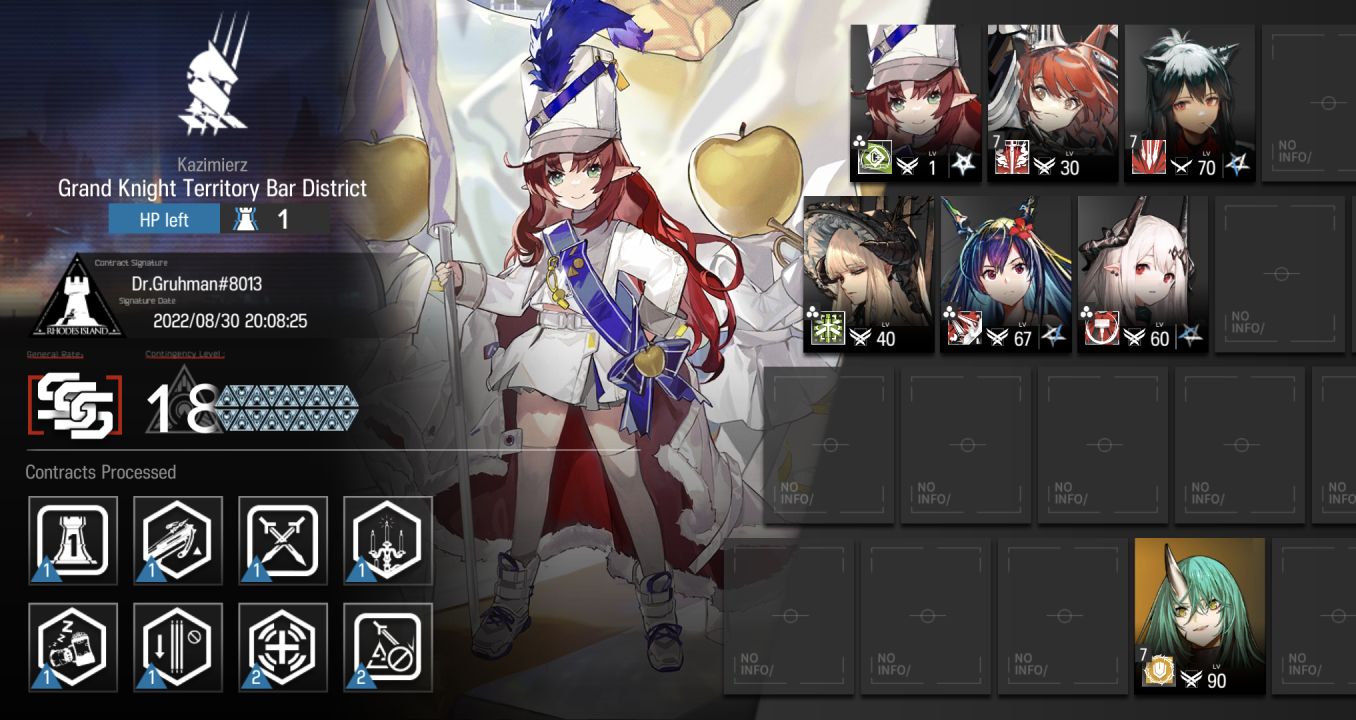 Kazimierz
Grand Knight Territory Bar District
HP left 1
Contract Signature
Dr.Gruhman#8013
Signature Date
2022/08/30 20:08:25
RHODES ISLAND
General Rate:
Contingency Level :
SSS
18
Contracts Processed
1
1
1
1
1
1
1
2
2
LV
1
7
LV
30
7
LV
70
NO
INFO/
LV
40
LV
67
LV
60
NO
INFO/
NO
INFO/
NO
INFO/
NO
INFO/
NO
INFO/
NO
INFO
NO
INFO/
NO
INFO/
NO
INFO/
7
LV
90
NO
INFO/